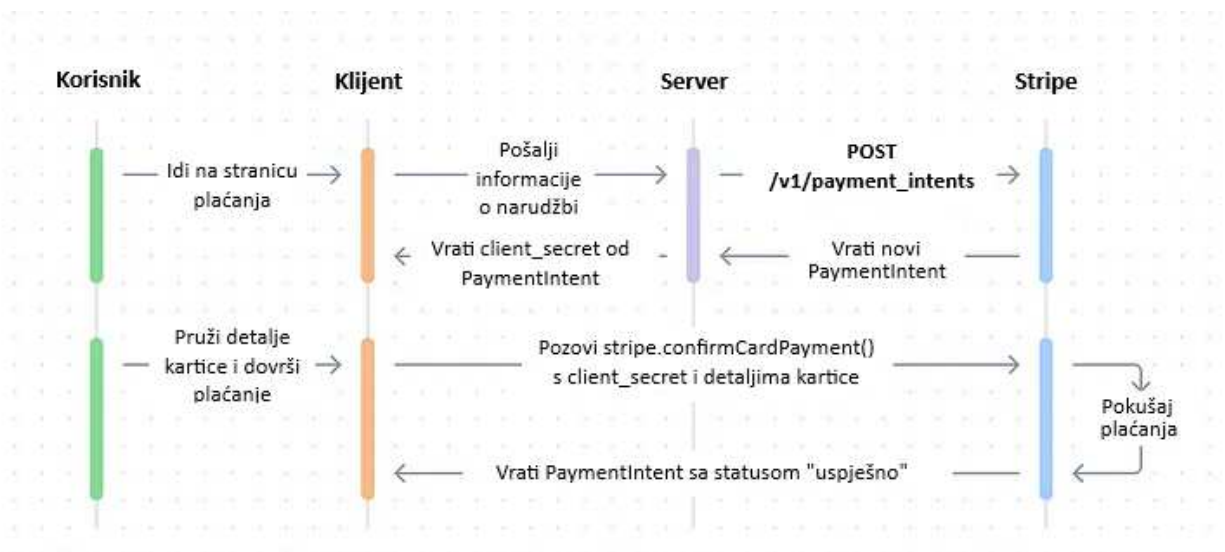 Korisnik
Klijent
Server
Stripe
Idi na stranicu
plaćanja
Pošalji
informacije
o narudžbi
POST
/v1/payment_intents
Vrati client_secret od
PaymentIntent
Vrati novi
PaymentIntent
Pruži detalje
kartice i dovrši
plaćanje
Pozovi stripe.confirmCardPayment()
s client_secret i detaljima kartice
Pokušaj
plaćanja
Vrati PaymentIntent sa statusom "uspješno"